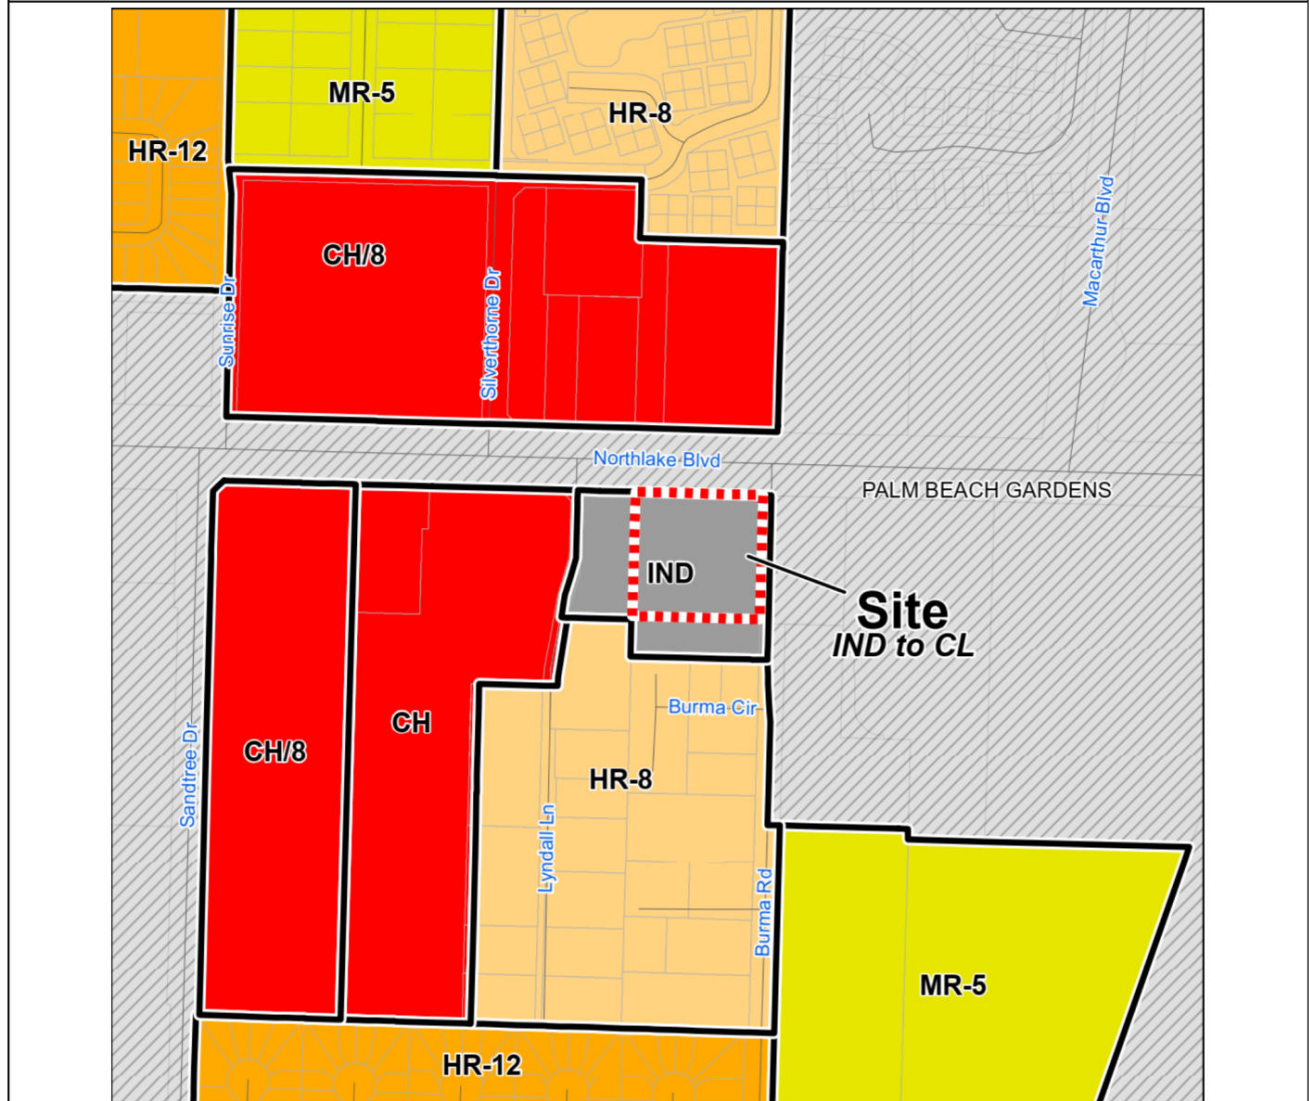 MR-5
HR-8
HR-12
CH/8
Macarthur Blvd
Sunrise Dr
Silverthorne Dr
Northlake Blvd
PALM BEACH GARDENS
IND
Site
IND to CL
Burma Cir
CH
CH/8
HR-8
Sandtree Dr
Lyndall Ln
Burma Rd
MR-5
HR-12